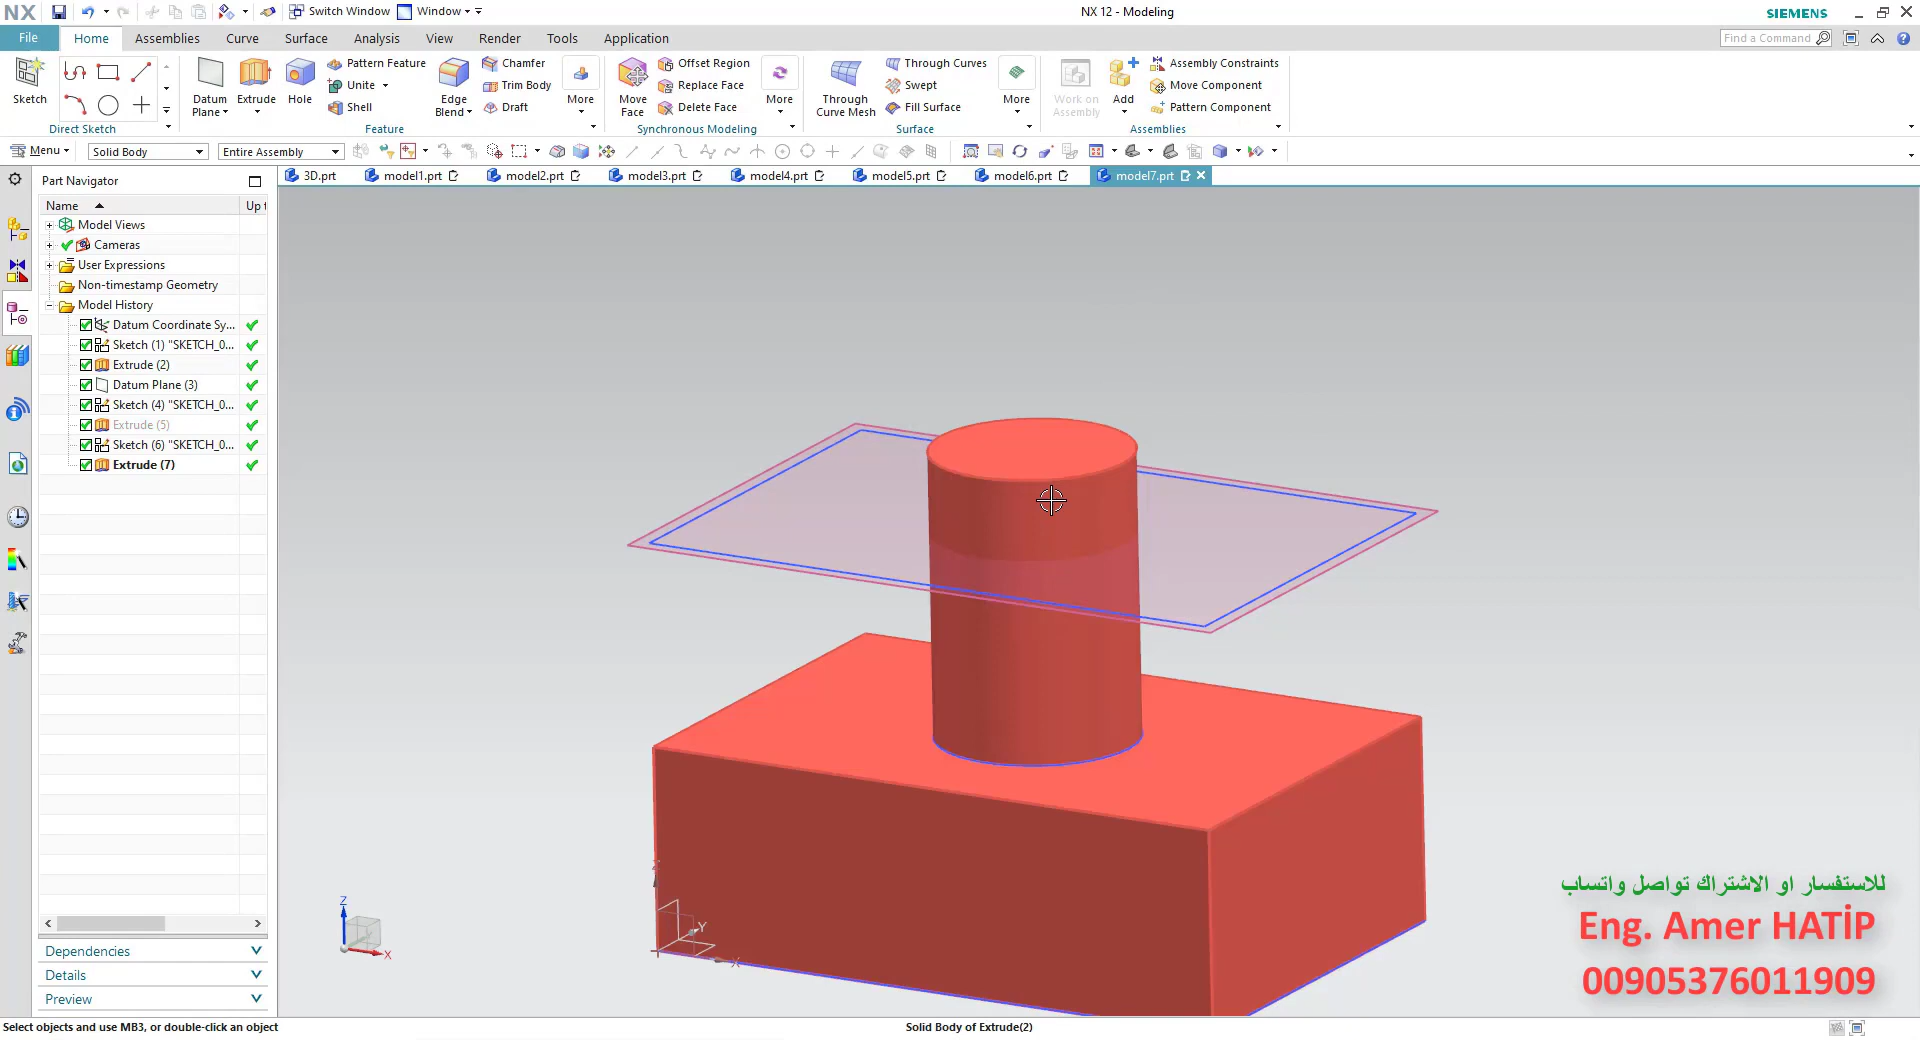 NX
Switch Window
Window
NX 12 - Modeling
SIEMENS
File
Home
Assemblies
Curve
Surface
Analysis
View
Render
Tools
Application
Find a Command
Sketch
Direct Sketch
Datum Plane
Extrude
Hole
Pattern Feature
Unite
Shell
Edge Blend
Chamfer
Trim Body
Draft
More
Feature
Move Face
Offset Region
Replace Face
Delete Face
More
Synchronous Modeling
Through Curve Mesh
Through Curves
Swept
Fill Surface
More
Surface
Work on Assembly
Add
Assembly Constraints
Move Component
Pattern Component
Assemblies
Menu
Solid Body
Entire Assembly
Part Navigator
3D.prt
model1.prt
model2.prt
model3.prt
model4.prt
model5.prt
model6.prt
model7.prt
Name
Up t
Model Views
Cameras
User Expressions
Non-timestamp Geometry
Model History
Datum Coordinate Sy...
Sketch (1) "SKETCH_0...
Extrude (2)
Datum Plane (3)
Sketch (4) "SKETCH_0...
Extrude (5)
Sketch (6) "SKETCH_0...
Extrude (7)
Dependencies
Details
Preview
Z
X
Z
Y
X
للاستفسار او الاشتراك تواصل واتساب
Eng. Amer HATİP
00905376011909
Select objects and use MB3, or double-click an object
Solid Body of Extrude(2)